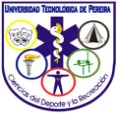 UNIVERSIDAD TECNOLÓGICA DE PEREIRA
Ciencias del Deporte y la Recreación